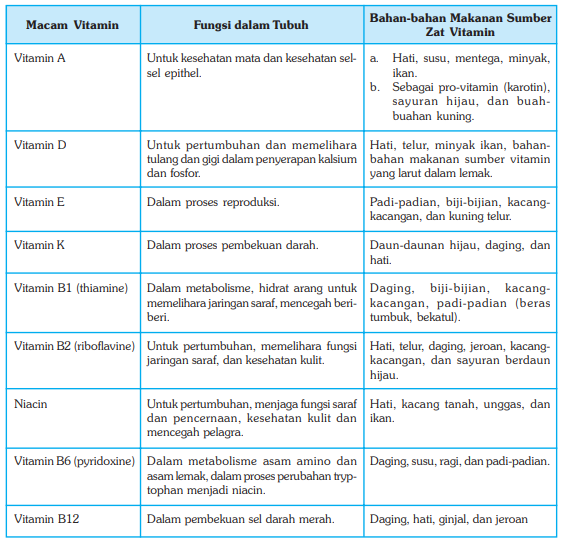 Macam Vitamin
Fungsi dalam Tubuh
Bahan-bahan Makanan Sumber
Zat Vitamin
Vitamin A
Untuk kesehatan mata dan kesehatan sel-
sel epithel.
a. Hati, susu, mentega, minyak,
ikan.
b. Sebagai pro-vitamin (karotin),
sayuran hijau, dan buah-
buahan kuning.
Vitamin D
Untuk pertumbuhan dan memelihara
tulang dan gigi dalam penyerapan kalsium
dan fosfor.
Hati, telur, minyak ikan, bahan-
bahan makanan sumber vitamin
yang larut dalam lemak.
Vitamin E
Dalam proses reproduksi.
Padi-padian, biji-bijian, kacang-
kacangan, dan kuning telur.
Vitamin K
Dalam proses pembekuan darah.
Daun-daunan hijau, daging, dan
hati.
Vitamin B1 (thiamine)
Dalam metabolisme, hidrat arang untuk
memelihara jaringan saraf, mencegah beri-
beri.
Daging, biji-bijian, kacang-
kacangan, padi-padian (beras
tumbuk, bekatul).
Vitamin B2 (riboflavine)
Untuk pertumbuhan, memelihara fungsi
jaringan saraf, dan kesehatan kulit.
Hati, telur, daging, jeroan, kacang-
kacangan, dan sayuran berdaun
hijau.
Niacin
Untuk pertumbuhan, menjaga fungsi saraf
dan pencernaan, kesehatan kulit dan
mencegah pelagra.
Hati, kacang tanah, unggas, dan
ikan.
Vitamin B6 (pyridoxine)
Dalam metabolisme asam amino dan
asam lemak, dalam proses perubahan tryp-
tophan menjadi niacin.
Daging, susu, ragi, dan padi-padian.
Vitamin B12
Dalam pembekuan sel darah merah.
Daging, hati, ginjal, dan jeroan